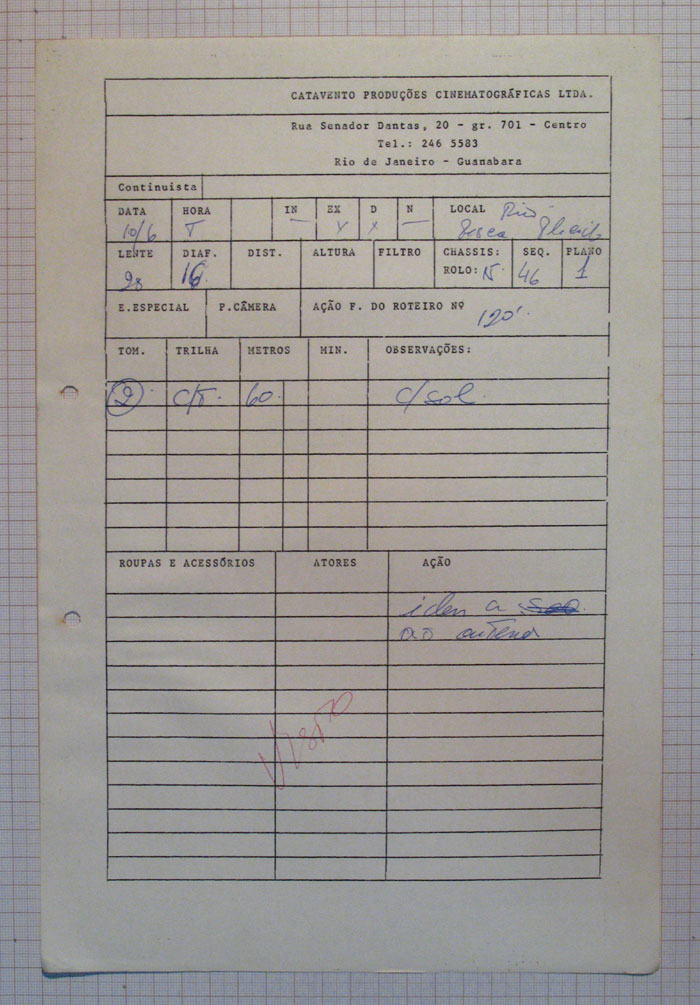 CATAVENTO PRODUÇÕES CINEMATOGRÁFICAS LTDA.
Rua Senador Dantas, 20 - gr. 701 - Centro
Tel.: 246 5583
Rio de Janeiro - Guanabara
Continuista
DATA HORA IN EX D N LOCAL Rio
10/6 T — X X —
LENTE DIAF. DIST. ALTURA FILTRO CHASSIS: SEQ. PLANO
28 16 ROLO: 15 46 1
E.ESPECIAL P.CÂMERA AÇÃO F. DO ROTEIRO Nº 120'
TOM. TRILHA METROS MIN. OBSERVAÇÕES:
2 C/T. 60 c/ sol
ROUPAS E ACESSÓRIOS ATORES AÇÃO
iden a
ao anterior
VISTO